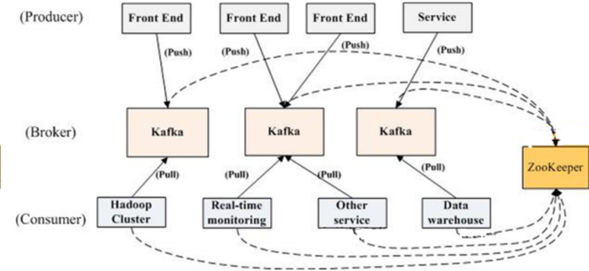 (Producer)
Front End
Front End
Front End
Service
(Push)
(Push)
(Push)
(Push)
(Broker)
Kafka
Kafka
Kafka
ZooKeeper
(Pull)
(Pull)
(Pull)
(Pull)
(Consumer)
Hadoop
Cluster
Real-time
monitoring
Other
service
Data
warehouse